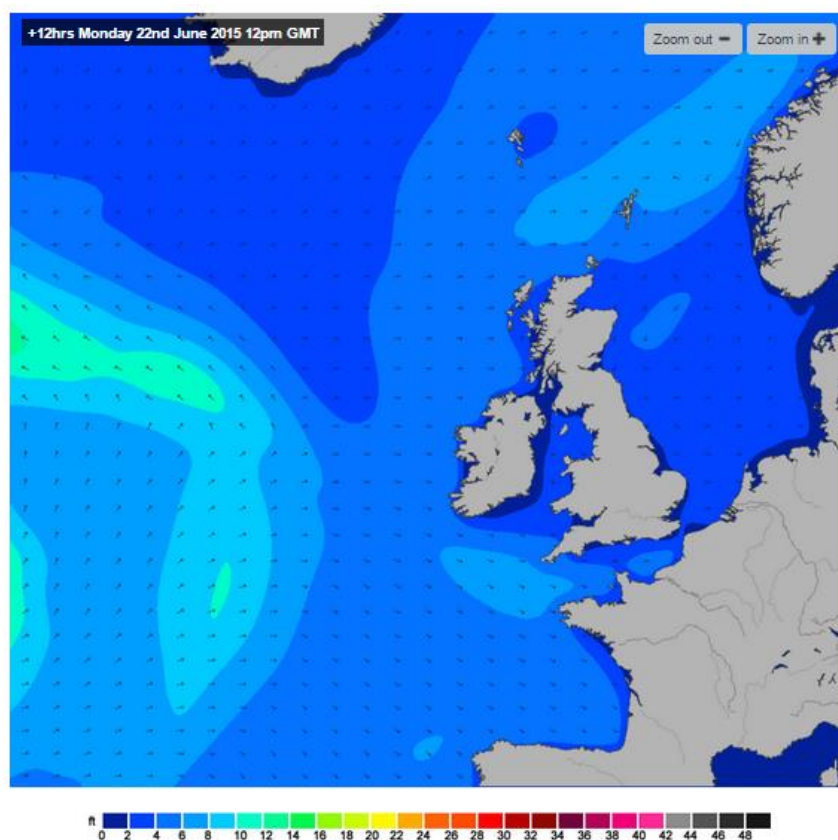 +12hrs Monday 22nd June 2015 12pm GMT
Zoom out −
Zoom in +
ft
0 2 4 6 8 10 12 14 16 18 20 22 24 26 28 30 32 34 36 38 40 42 44 46 48